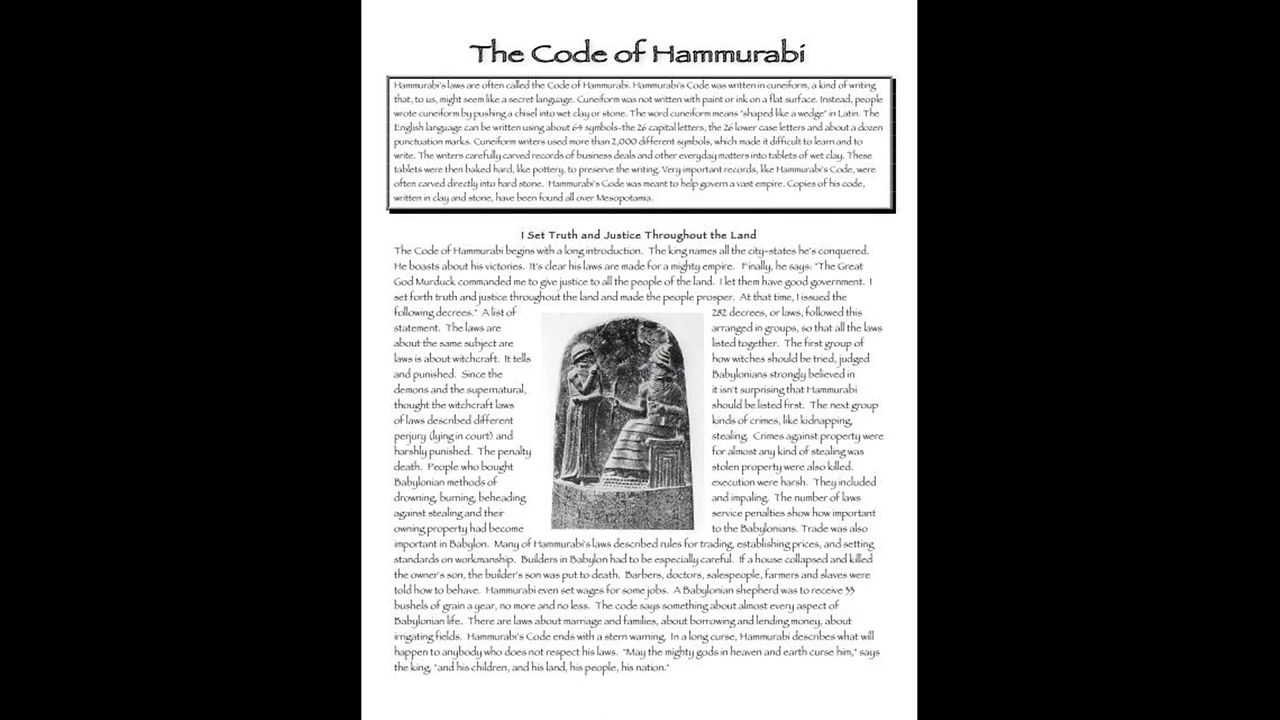 The Code of Hammurabi
Hammurabi's laws are often called the Code of Hammurabi. Hammurabi's Code was written in cuneiform, a kind of writing
that, to us, might seem like a secret language. Cuneiform was not written with paint or ink on a flat surface. Instead, people
wrote cuneiform by pushing a chisel into wet clay or stone. The word cuneiform means "shaped like a wedge" in Latin. The
English language can be written using about 64 symbols-the 26 capital letters, the 26 lower case letters and about a dozen
punctuation marks. Cuneiform writers used more than 2,000 different symbols, which made it difficult to learn and to
write. The writers carefully carved records of business deals and other everyday matters into tablets of wet clay. These
tablets were then baked hard, like pottery, to preserve the writing. Very important records, like Hammurabi's Code, were
often carved directly into hard stone. Hammurabi's Code was meant to help govern a vast empire. Copies of his code,
written in clay and stone, have been found all over Mesopotamia.
I Set Truth and Justice Throughout the Land
The Code of Hammurabi begins with a long introduction. The king names all the city-states he's conquered.
He boasts about his victories. It's clear his laws are made for a mighty empire. Finally, he says: "The Great
God Murduck commanded me to give justice to all the people of the land. I let them have good government. I
set forth truth and justice throughout the land and made the people prosper. At that time, I issued the
following decrees." A list of 282 decrees, or laws, followed this
statement. The laws are arranged in groups, so that all the laws
about the same subject are listed together. The first group of
laws is about witchcraft. It tells how witches should be tried, judged
and punished. Since the Babylonians strongly believed in
demons and the supernatural, it isn't surprising that Hammurabi
thought the witchcraft laws should be listed first. The next group
of laws described different kinds of crimes, like kidnapping,
perjury (lying in court) and stealing. Crimes against property were
harshly punished. The penalty for almost any kind of stealing was
death. People who bought stolen property were also killed.
Babylonian methods of execution were harsh. They included
drowning, burning, beheading and impaling. The number of laws
against stealing and their service penalties show how important
owning property had become to the Babylonians. Trade was also
important in Babylon. Many of Hammurabi's laws described rules for trading, establishing prices, and setting
standards on workmanship. Builders in Babylon had to be especially careful. If a house collapsed and killed
the owner's son, the builder's son was put to death. Barbers, doctors, salespeople, farmers and slaves were
told how to behave. Hammurabi even set wages for some jobs. A Babylonian shepherd was to receive 33
bushels of grain a year, no more and no less. The code says something about almost every aspect of
Babylonian life. There are laws about marriage and families, about borrowing and lending money, about
irrigating fields. Hammurabi's Code ends with a stern warning. In a long curse, Hammurabi describes what will
happen to anybody who does not respect his laws. "May the mighty gods in heaven and earth curse him," says
the king, "and his children, and his land, his people, his nation."